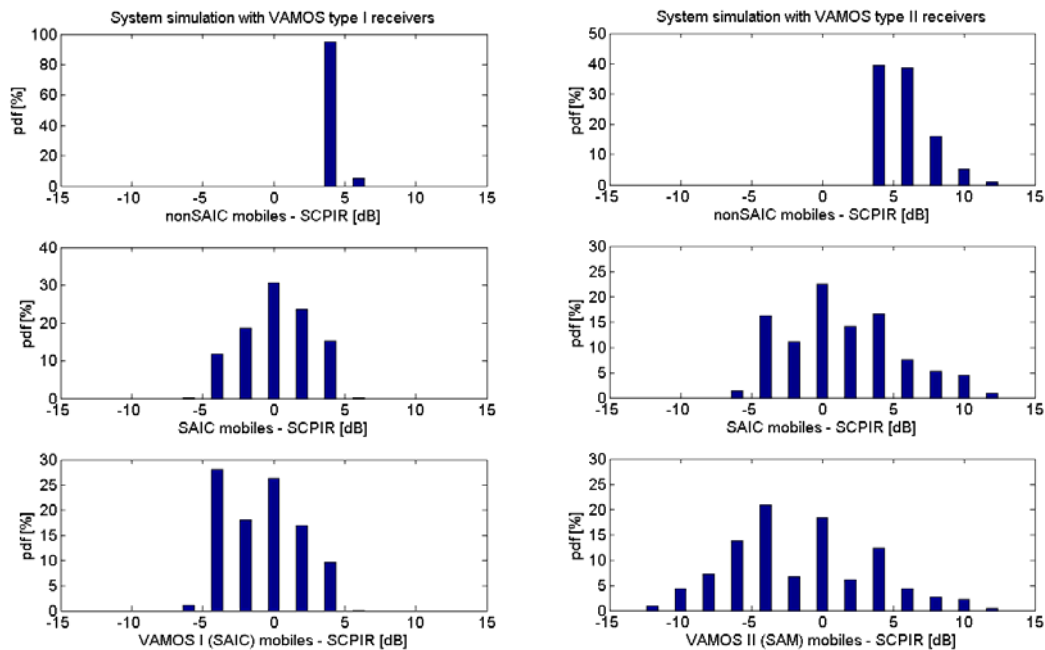 System simulation with VAMOS type I receivers
100
80
60
40
20
0
pdf [%]
-15 -10 -5 0 5 10 15
nonSAIC mobiles - SCPIR [dB]
40
30
20
10
0
pdf [%]
-15 -10 -5 0 5 10 15
SAIC mobiles - SCPIR [dB]
30
25
20
15
10
5
0
pdf [%]
-15 -10 -5 0 5 10 15
VAMOS I (SAIC) mobiles - SCPIR [dB]
System simulation with VAMOS type II receivers
50
40
30
20
10
0
pdf [%]
-15 -10 -5 0 5 10 15
nonSAIC mobiles - SCPIR [dB]
30
25
20
15
10
5
0
pdf [%]
-15 -10 -5 0 5 10 15
SAIC mobiles - SCPIR [dB]
30
25
20
15
10
5
0
pdf [%]
-15 -10 -5 0 5 10 15
VAMOS II (SAM) mobiles - SCPIR [dB]